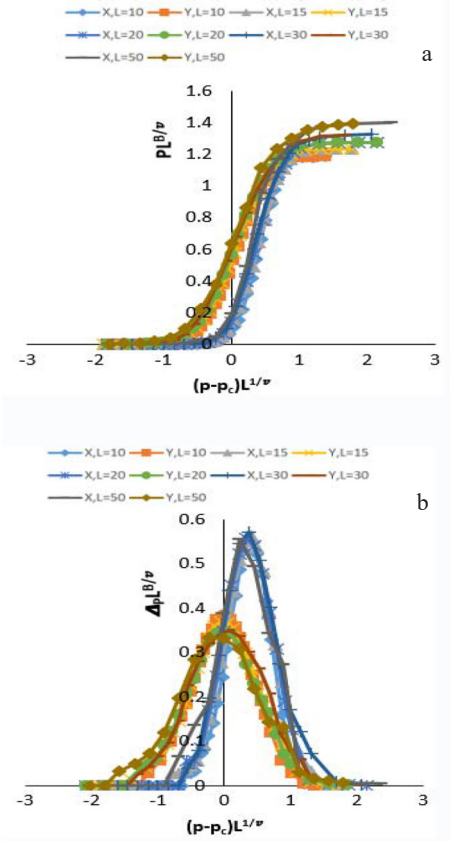 X,L=10 Y,L=10 X,L=15 Y,L=15
X,L=20 Y,L=20 X,L=30 Y,L=30
X,L=50 Y,L=50
a
1.6
1.4
1.2
1
0.8
0.6
0.4
0.2
0
PLᵝ/ᵛ
-3 -2 -1 0 1 2 3
(p-p꜀)L¹/ᵛ
X,L=10 Y,L=10 X,L=15 Y,L=15
X,L=20 Y,L=20 X,L=30 Y,L=30
X,L=50 Y,L=50
b
0.6
0.5
0.4
0.3
0.2
0.1
0
ΔₚLᵝ/ᵛ
-3 -2 -1 0 1 2 3
(p-p꜀)L¹/ᵛ